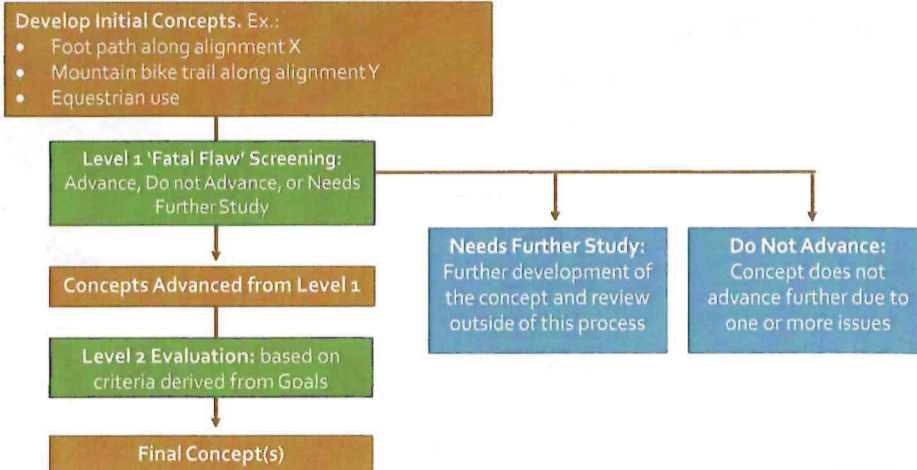 Develop Initial Concepts. Ex.:
• Foot path along alignment X
• Mountain bike trail along alignment Y
• Equestrian use
Level 1 ‘Fatal Flaw’ Screening:
Advance, Do not Advance, or Needs
Further Study
Needs Further Study:
Further development of
the concept and review
outside of this process
Do Not Advance:
Concept does not
advance further due to
one or more issues
Concepts Advanced from Level 1
Level 2 Evaluation: based on
criteria derived from Goals
Final Concept(s)